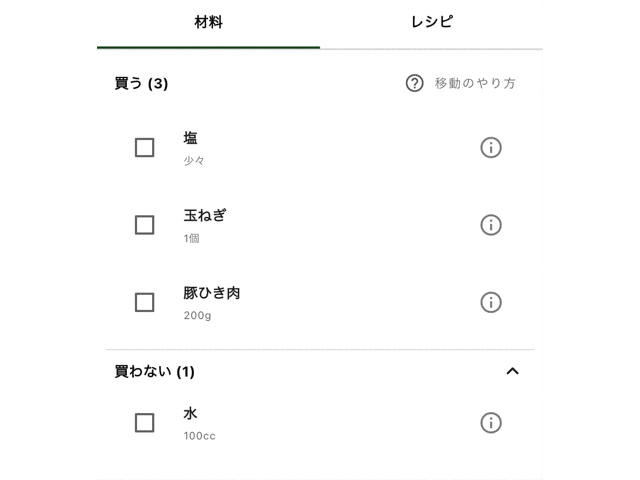 材料
レシピ
買う (3)
移動のやり方
塩
少々
玉ねぎ
1個
豚ひき肉
200g
買わない (1)
水
100cc